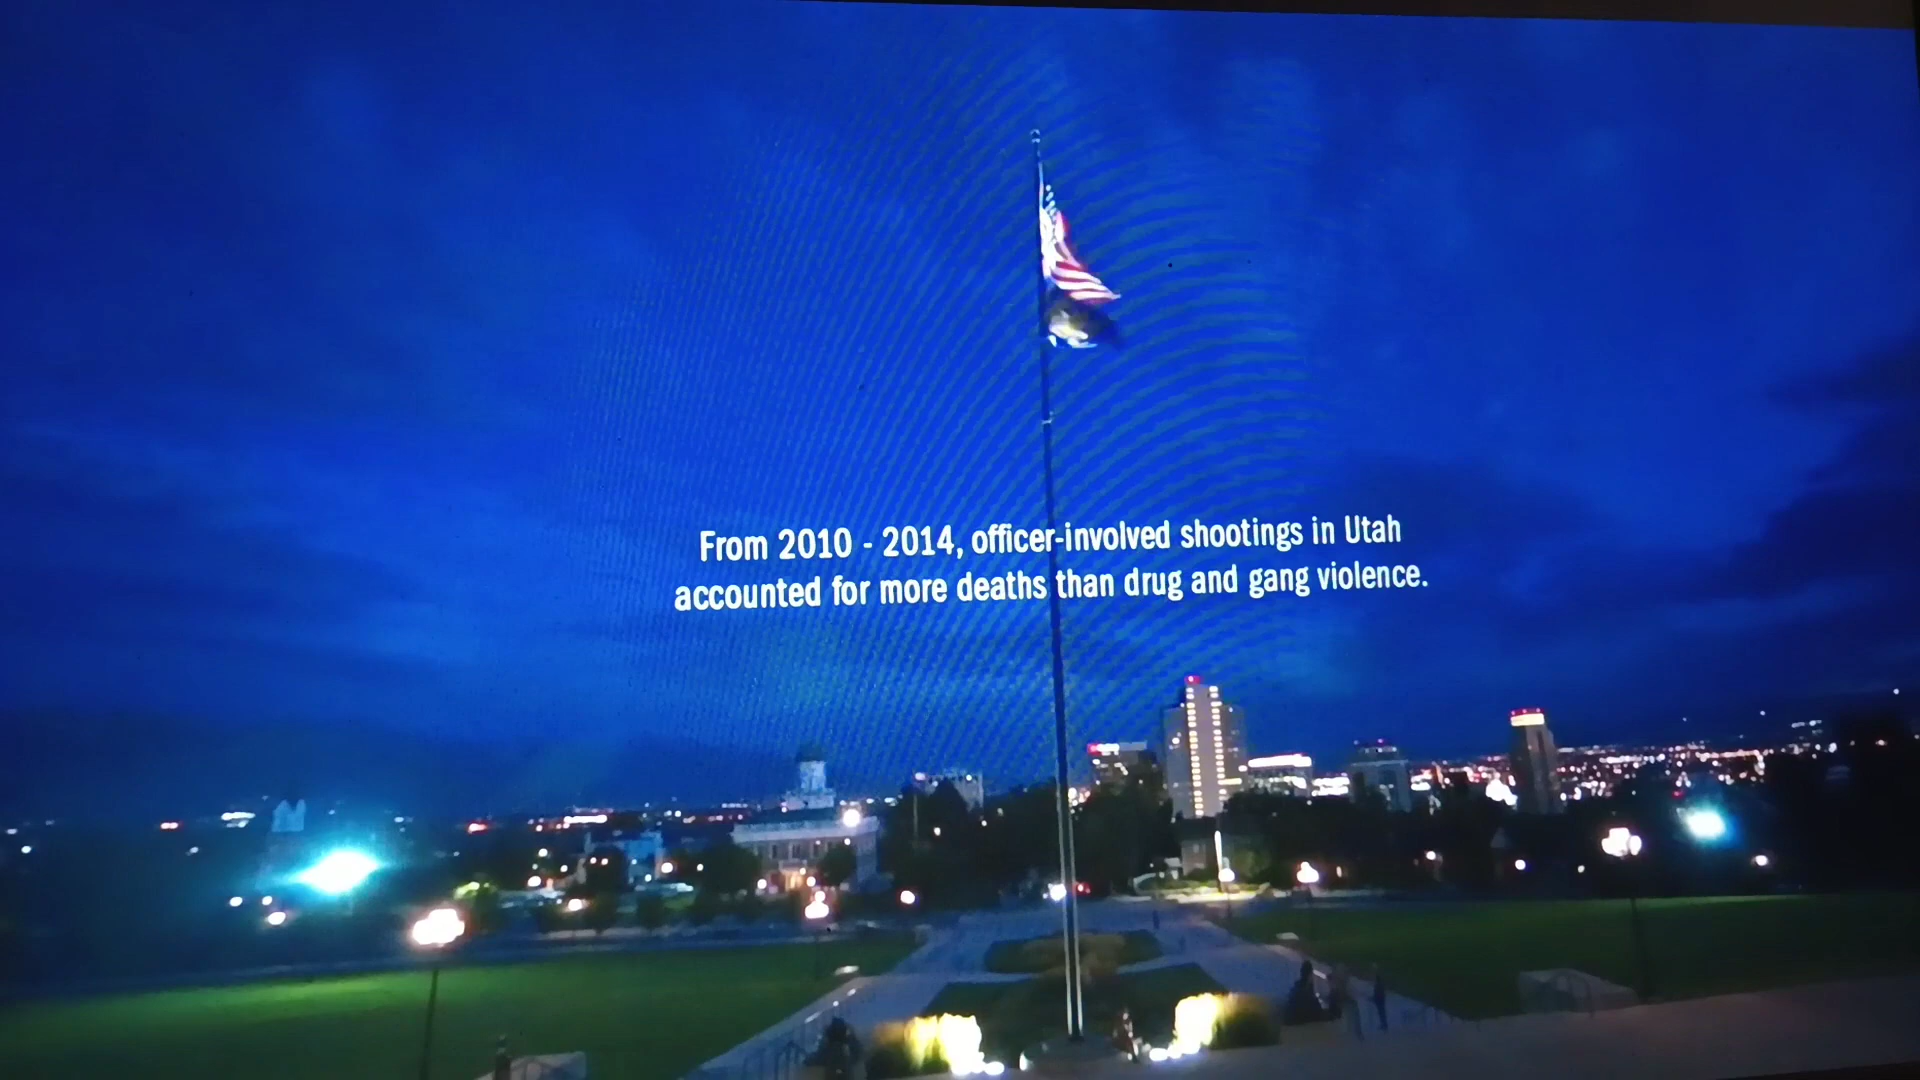 From 2010 - 2014, officer-involved shootings in Utah
accounted for more deaths than drug and gang violence.